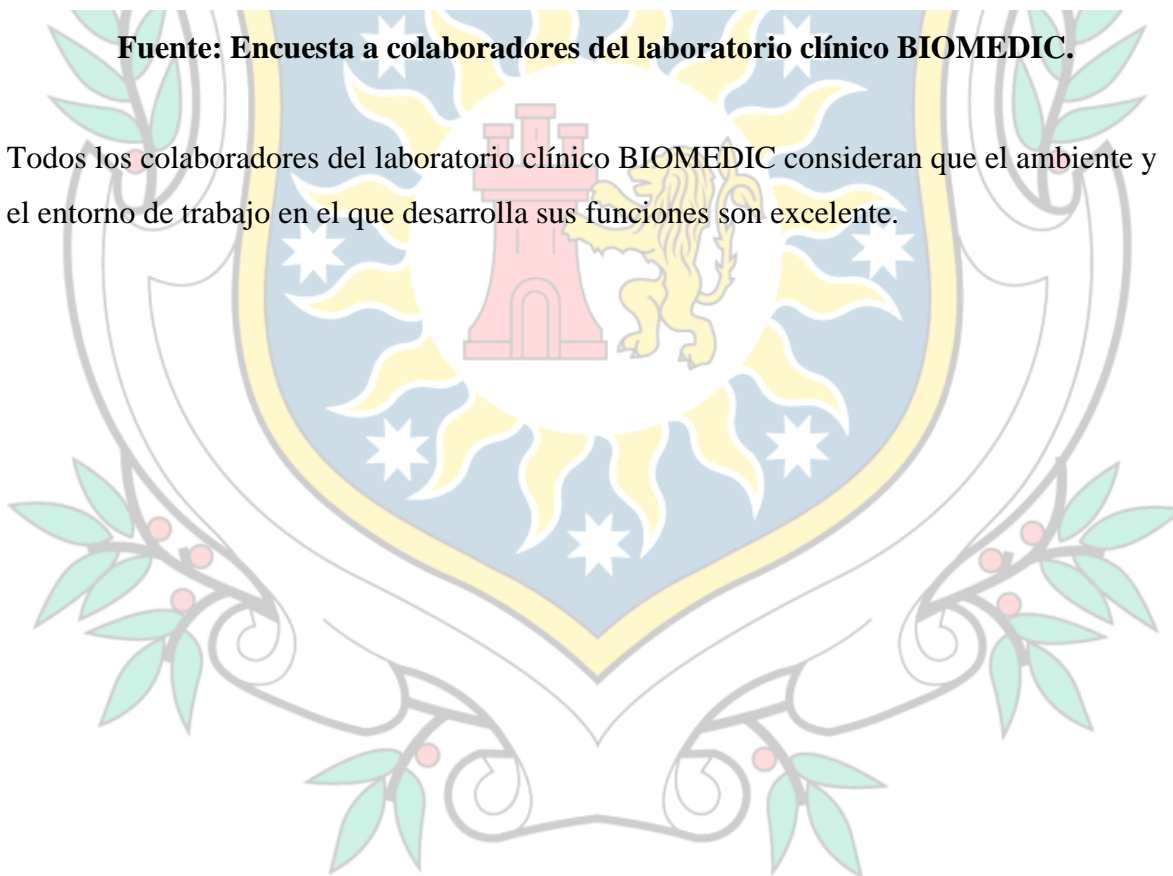 Fuente: Encuesta a colaboradores del laboratorio clínico BIOMEDIC.
Todos los colaboradores del laboratorio clínico BIOMEDIC consideran que el ambiente y
el entorno de trabajo en el que desarrolla sus funciones son excelente.